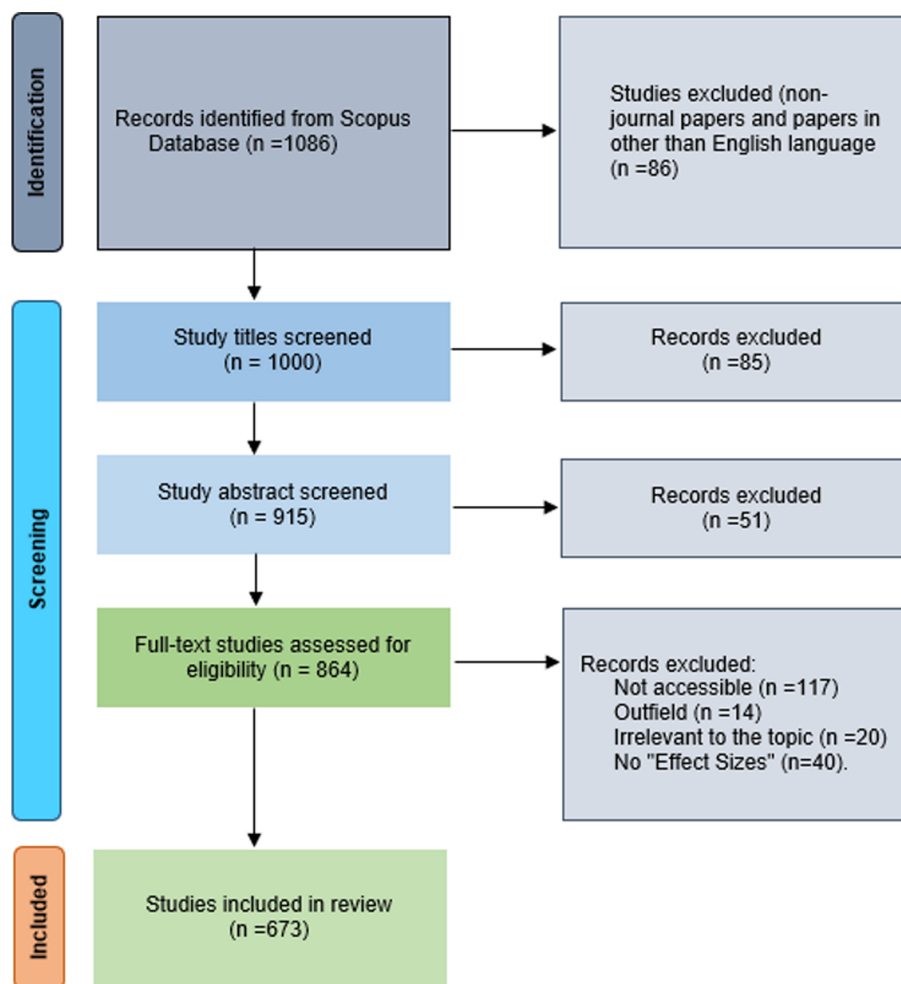 Identification
Records identified from Scopus
Database (n =1086)
Studies excluded (non-
journal papers and papers in
other than English language
(n =86)
Screening
Study titles screened
(n = 1000)
Records excluded
(n =85)
Study abstract screened
(n = 915)
Records excluded
(n =51)
Full-text studies assessed for
eligibility (n = 864)
Records excluded:
Not accessible (n =117)
Outfield (n =14)
Irrelevant to the topic (n =20)
No "Effect Sizes" (n=40).
Included
Studies included in review
(n =673)